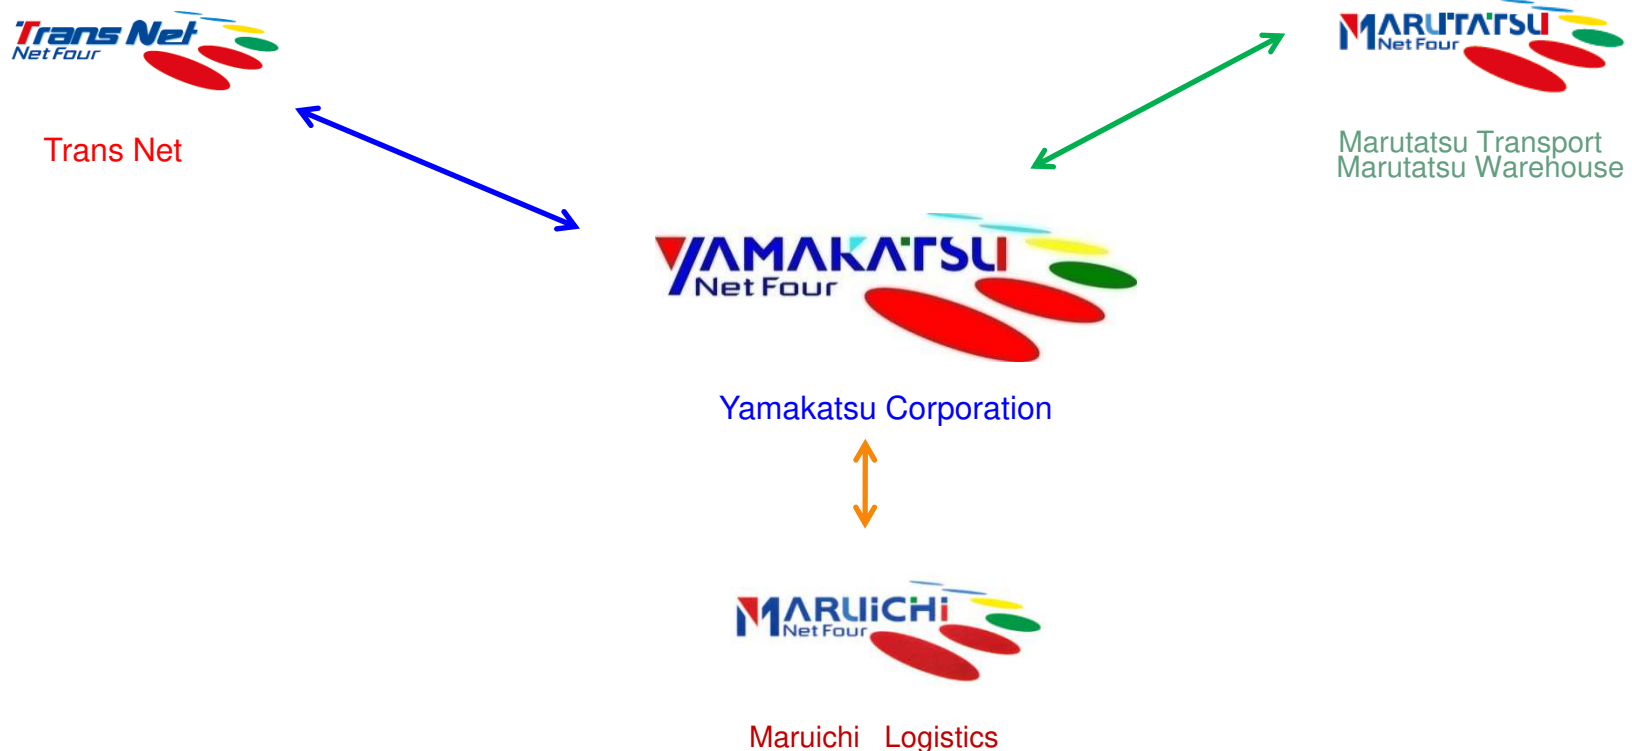 Trans Net
Net Four
Trans Net
MARUTATSU
Net Four
Marutatsu Transport
Marutatsu Warehouse
YAMAKATSU
Net Four
Yamakatsu Corporation
MARUiCHi
Net Four
Maruichi Logistics